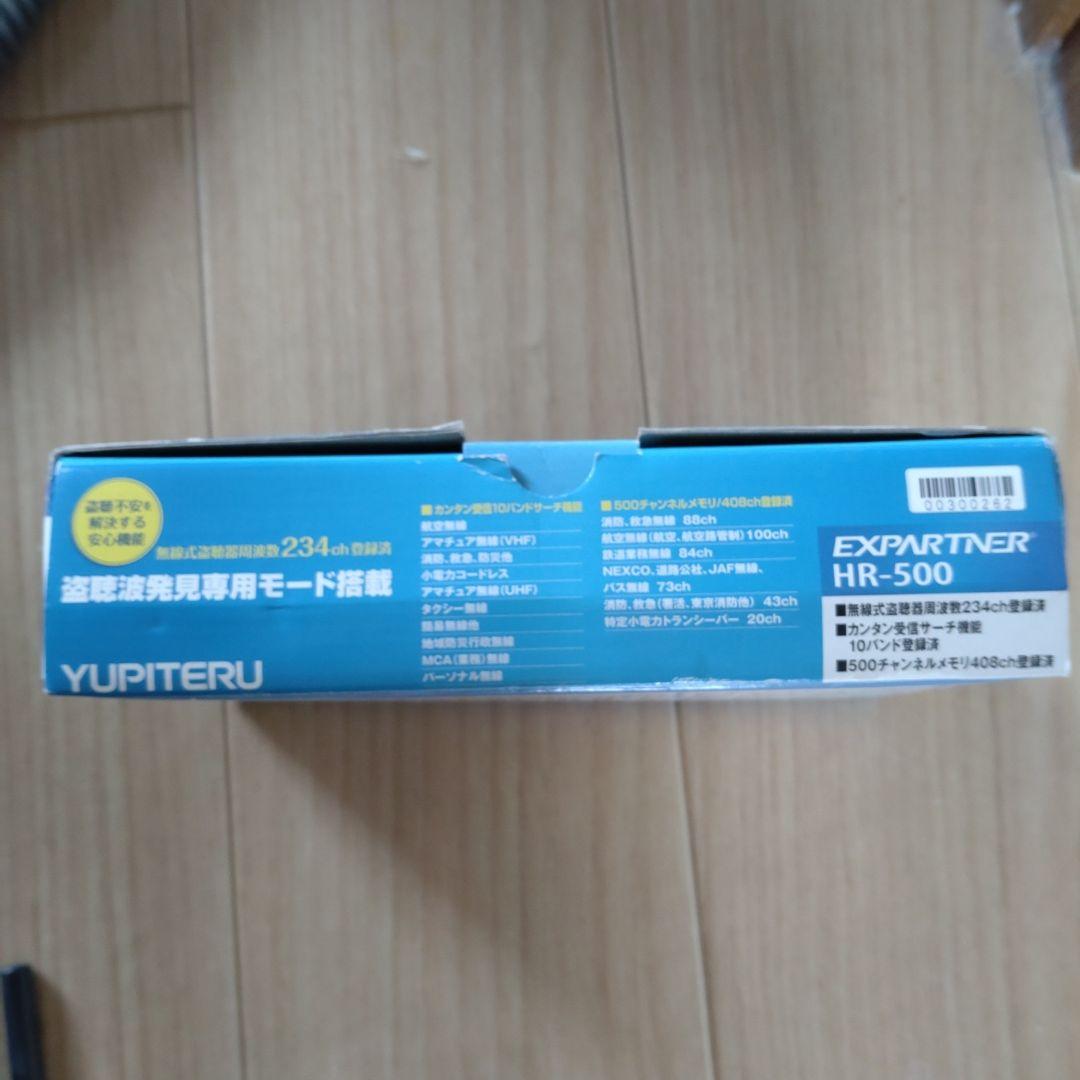 盗聴不安を
解決する
安心機能
無線式盗聴器周波数234ch登録済
盗聴波発見専用モード搭載
YUPITERU
■カンタン受信10バンドサーチ機能
航空無線
アマチュア無線(VHF)
消防、救急、防災他
小電力コードレス
アマチュア無線(UHF)
タクシー無線
簡易無線他
地域防災行政無線
MCA(業務)無線
パーソナル無線
■500チャンネルメモリ/408ch登録済
消防、救急無線 88ch
航空無線(航空、航空路管制)100ch
鉄道業務無線 84ch
NEXCO、道路公社、JAF無線、
バス無線 73ch
消防、救急(署活、東京消防他) 43ch
特定小電力トランシーバー 20ch
00300262
EXPARTNER
HR-500
■無線式盗聴器周波数234ch登録済
■カンタン受信サーチ機能
10バンド登録済
■500チャンネルメモリ408ch登録済